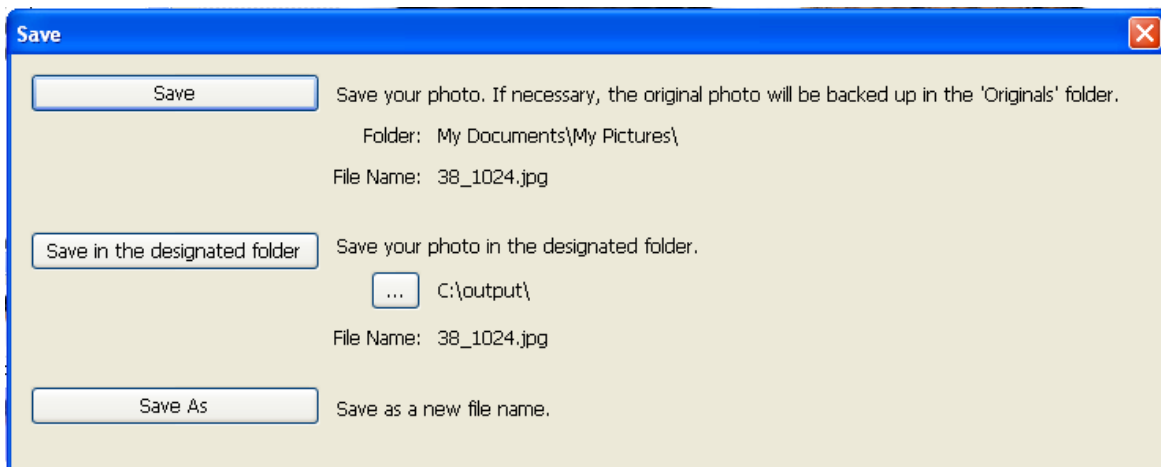 Save
Save Save your photo. If necessary, the original photo will be backed up in the 'Originals' folder.
Folder: My Documents\My Pictures\
File Name: 38_1024.jpg
Save in the designated folder Save your photo in the designated folder.
... C:\output\
File Name: 38_1024.jpg
Save As Save as a new file name.